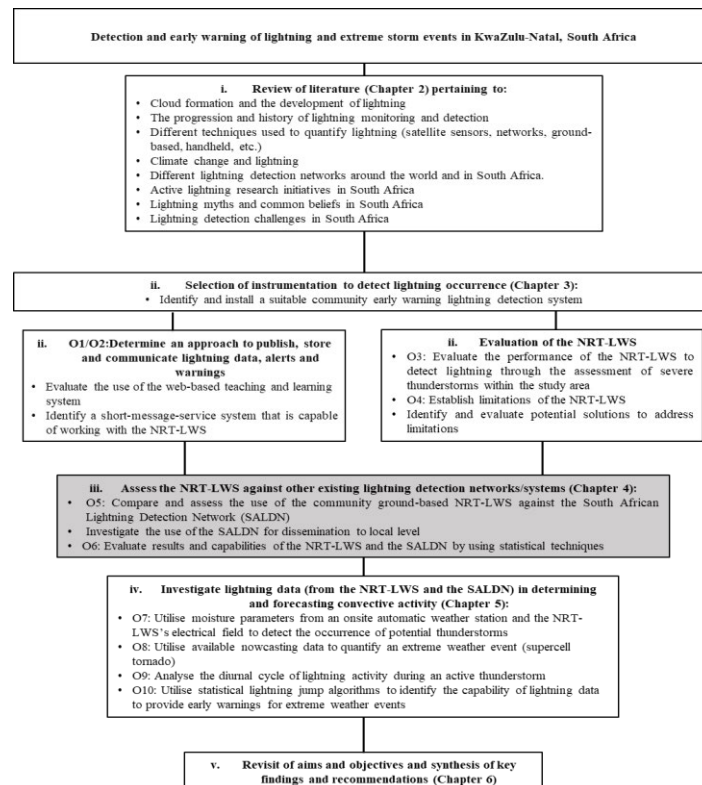 Detection and early warning of lightning and extreme storm events in KwaZulu-Natal, South Africa
i. Review of literature (Chapter 2) pertaining to:
• Cloud formation and the development of lightning
• The progression and history of lightning monitoring and detection
• Different techniques used to quantify lightning (satellite sensors, networks, ground-
based, handheld, etc.)
• Climate change and lightning
• Different lightning detection networks around the world and in South Africa.
• Active lightning research initiatives in South Africa
• Lightning myths and common beliefs in South Africa
• Lightning detection challenges in South Africa
ii. Selection of instrumentation to detect lightning occurrence (Chapter 3):
• Identify and install a suitable community early warning lightning detection system
ii. O1/O2:Determine an approach to publish, store
and communicate lightning data, alerts and
warnings
• Evaluate the use of the web-based teaching and learning
system
• Identify a short-message-service system that is capable
of working with the NRT-LWS
ii. Evaluation of the NRT-LWS
• O3: Evaluate the performance of the NRT-LWS to
detect lightning through the assessment of severe
thunderstorms within the study area
• O4: Establish limitations of the NRT-LWS
• Identify and evaluate potential solutions to address
limitations
iii. Assess the NRT-LWS against other existing lightning detection networks/systems (Chapter 4):
• O5: Compare and assess the use of the community ground-based NRT-LWS against the South African
Lightning Detection Network (SALDN)
• Investigate the use of the SALDN for dissemination to local level
• O6: Evaluate results and capabilities of the NRT-LWS and the SALDN by using statistical techniques
iv. Investigate lightning data (from the NRT-LWS and the SALDN) in determining
and forecasting convective activity (Chapter 5):
• O7: Utilise moisture parameters from an onsite automatic weather station and the NRT-
LWS's electrical field to detect the occurrence of potential thunderstorms
• O8: Utilise available nowcasting data to quantify an extreme weather event (supercell
tornado)
• O9: Analyse the diurnal cycle of lightning activity during an active thunderstorm
• O10: Utilise statistical lightning jump algorithms to identify the capability of lightning data
to provide early warnings for extreme weather events
v. Revisit of aims and objectives and synthesis of key
findings and recommendations (Chapter 6)